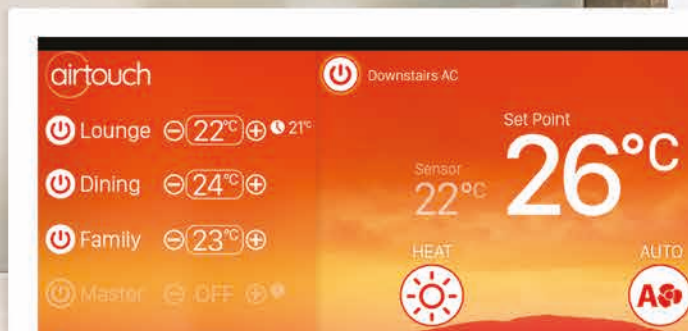 airtouch
Downstairs AC
Lounge 22°C 21°C
Set Point
26°C
Dining 24°C
Sensor
22°C
Family 23°C
HEAT
AUTO
Master OFF
A